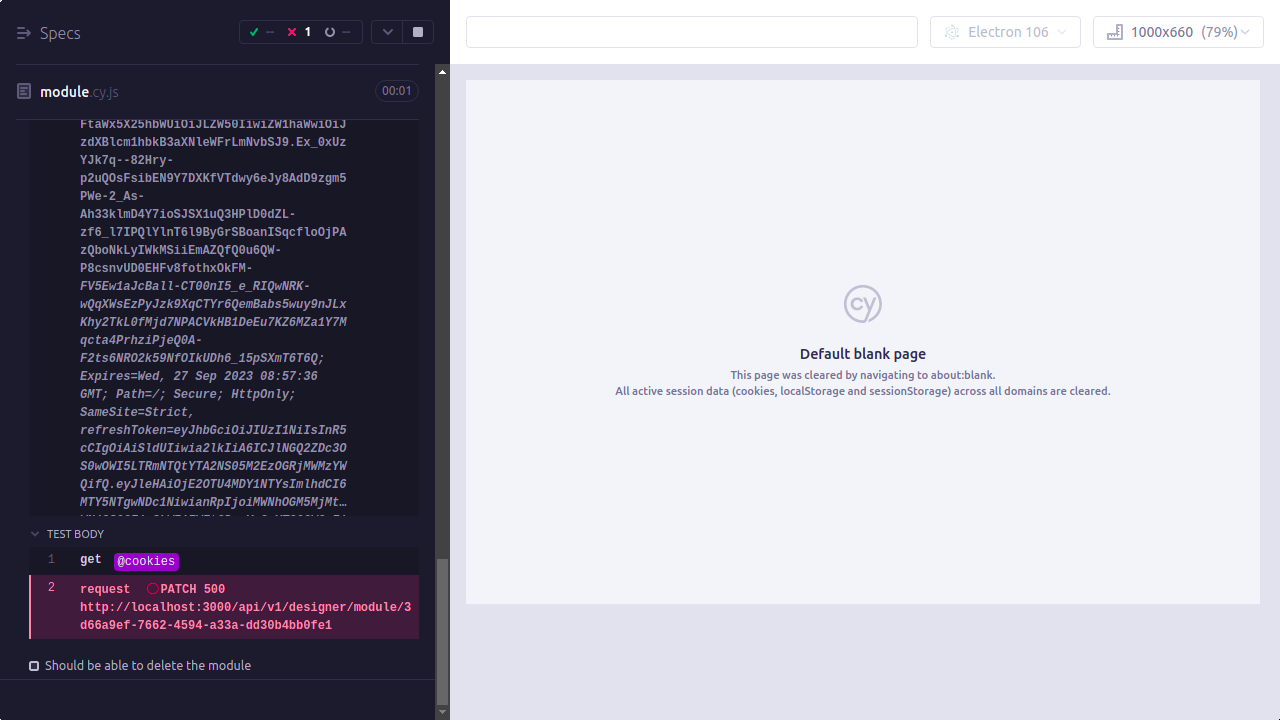 Specs
-- 1 --
Electron 106
1000x660 (79%)
module.cy.js
00:01
FtaWx5X25hbWUiOiJLZW50IiwiZW1haWwiOiJ
zdXBlcm1hbkB3aXNleWFrLmNvbSJ9.Ex_0xUz
YJk7q--82Hry-
p2uQOsFsibEN9Y7DXKfVTdwy6eJy8AdD9zgm5
PWe-2_As-
Ah33klmD4Y7ioSJSX1uQ3HPlD0dZL-
zf6_l7IPQlYlnT6l9ByGrSBoanISqcfloOjPA
zQboNkLyIWkMSiiEmAZQfQ0u6QW-
P8csnvUD0EHFv8fothxOkFM-
FV5Ew1aJcBall-CT00nI5_e_RIQwNRK-
wQqXWsEzPyJzk9XqCTYr6QemBabs5wuy9nJLx
Khy2TkL0fMjd7NPACVkHB1DeEu7KZ6MZa1Y7M
qcta4PrhziPjeQ0A-
F2ts6NRO2k59NfOIkUDh6_15pSXmT6T6Q;
Expires=Wed, 27 Sep 2023 08:57:36
GMT; Path=/; Secure; HttpOnly;
SameSite=Strict,
refreshToken=eyJhbGciOiJIUzI1NiIsInR5
cCIgOiAiSldUIiwia2lkIiA6ICJlNGQ2ZDc3O
S0wOWI5LTRmNTQtYTA2NS05M2EzOGRjMWMzYW
QifQ.eyJleHAiOjE2OTU4MDY1NTYsImlhdCI6
MTY5NTgwNDc1NiwianRpIjoiMWNhOGM5MjMt…
TEST BODY
1 get @cookies
2 request PATCH 500
http://localhost:3000/api/v1/designer/module/3
d66a9ef-7662-4594-a33a-dd30b4bb0fe1
Should be able to delete the module
cy
Default blank page
This page was cleared by navigating to about:blank.
All active session data (cookies, localStorage and sessionStorage) across all domains are cleared.